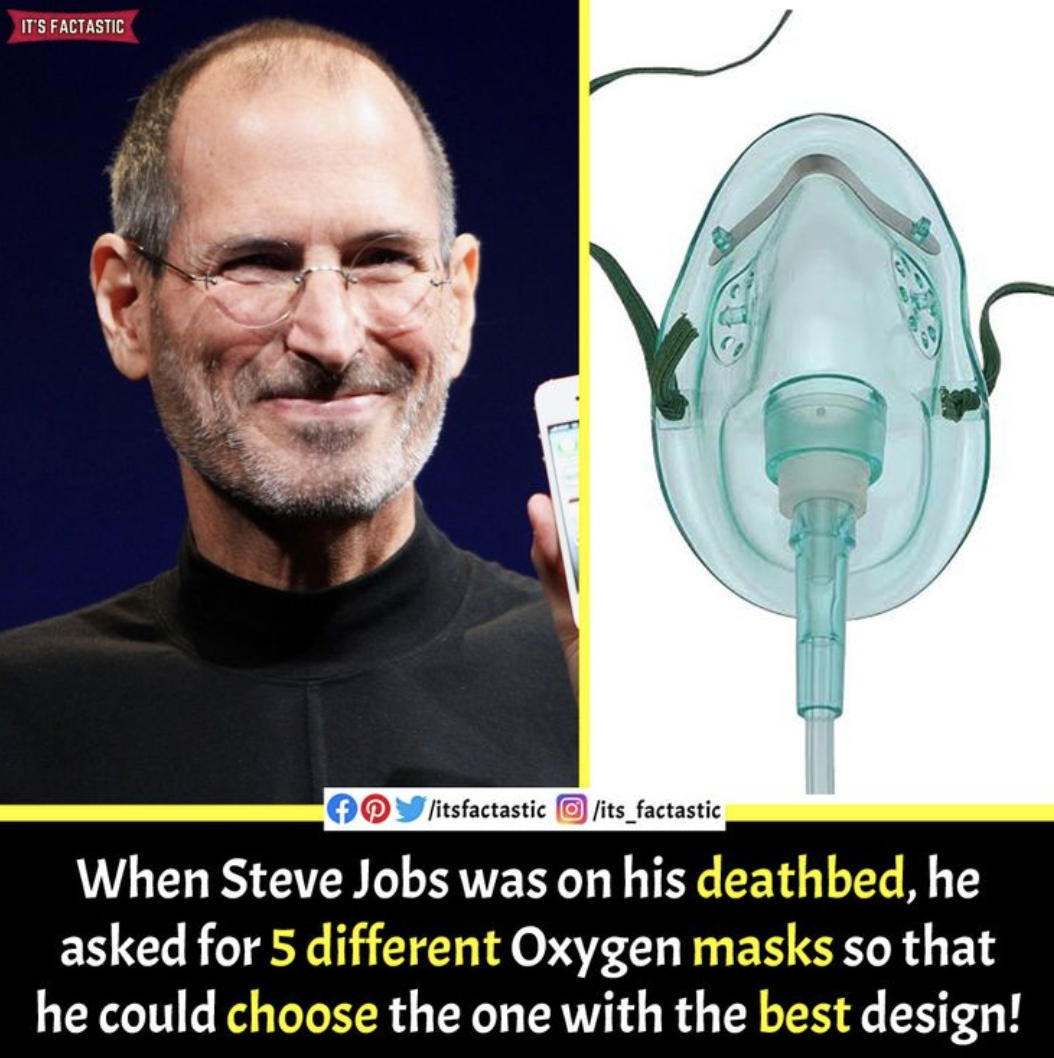 IT'S FACTASTIC
/itsfactastic /its_factastic
When Steve Jobs was on his deathbed, he
asked for 5 different Oxygen masks so that
he could choose the one with the best design!